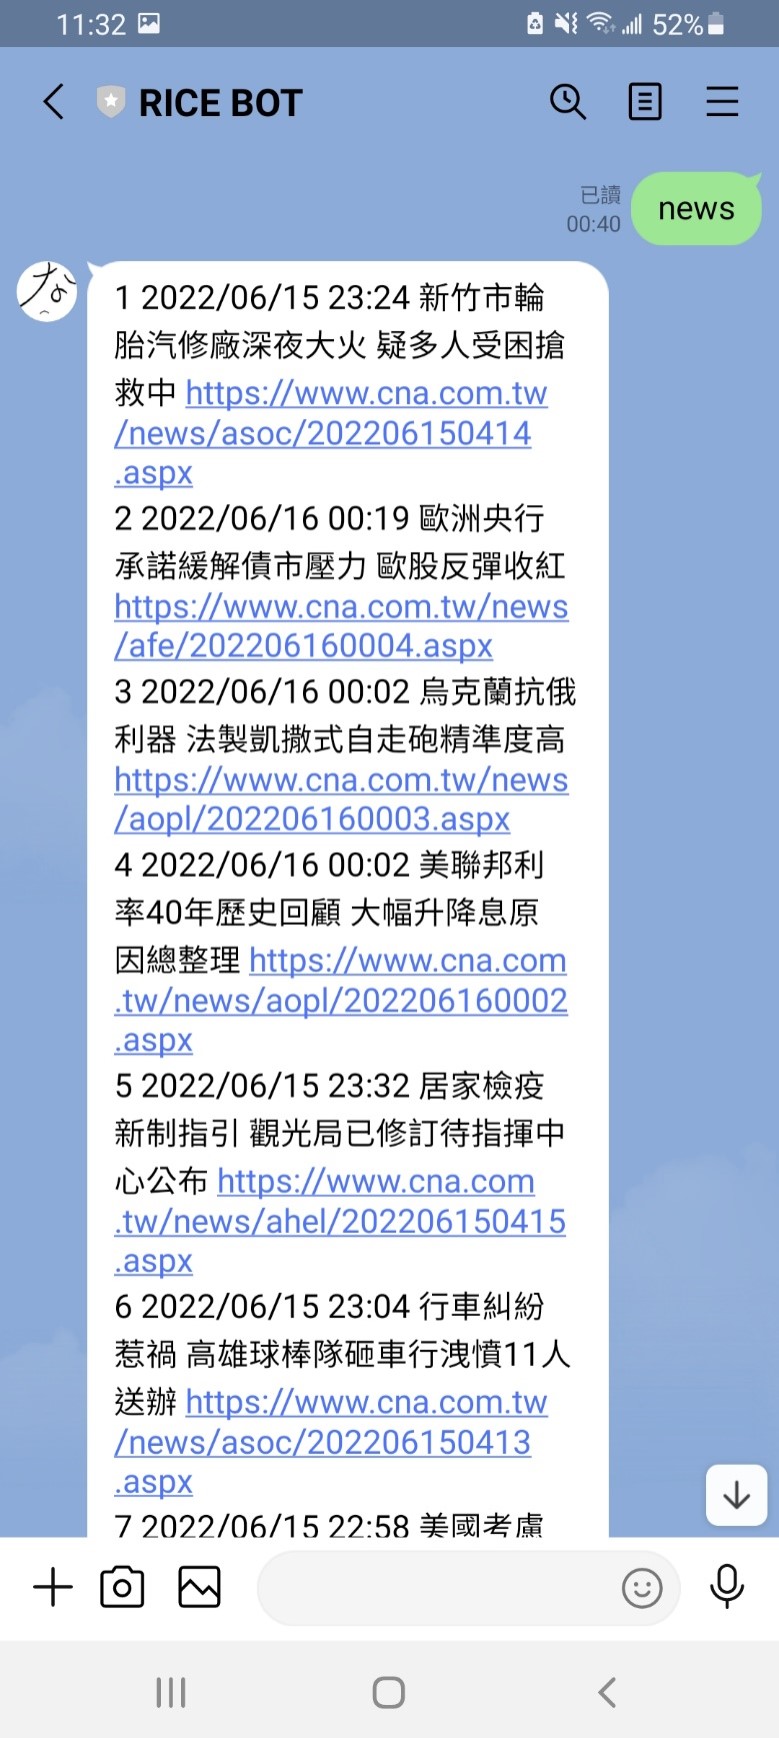 11:32 52%
RICE BOT
已讀
00:40
news
な
1 2022/06/15 23:24 新竹市輪
胎汽修廠深夜大火 疑多人受困搶
救中 https://www.cna.com.tw
/news/asoc/202206150414
.aspx
2 2022/06/16 00:19 歐洲央行
承諾緩解債市壓力 歐股反彈收紅
https://www.cna.com.tw/news
/afe/202206160004.aspx
3 2022/06/16 00:02 烏克蘭抗俄
利器 法製凱撒式自走砲精準度高
https://www.cna.com.tw/news
/aopl/202206160003.aspx
4 2022/06/16 00:02 美聯邦利
率40年歷史回顧 大幅升降息原
因總整理 https://www.cna.com
.tw/news/aopl/202206160002
.aspx
5 2022/06/15 23:32 居家檢疫
新制指引 觀光局已修訂待指揮中
心公布 https://www.cna.com
.tw/news/ahel/202206150415
.aspx
6 2022/06/15 23:04 行車糾紛
惹禍 高雄球棒隊砸車行洩憤11人
送辦 https://www.cna.com.tw
/news/asoc/202206150413
.aspx
7 2022/06/15 22:58 美國考慮